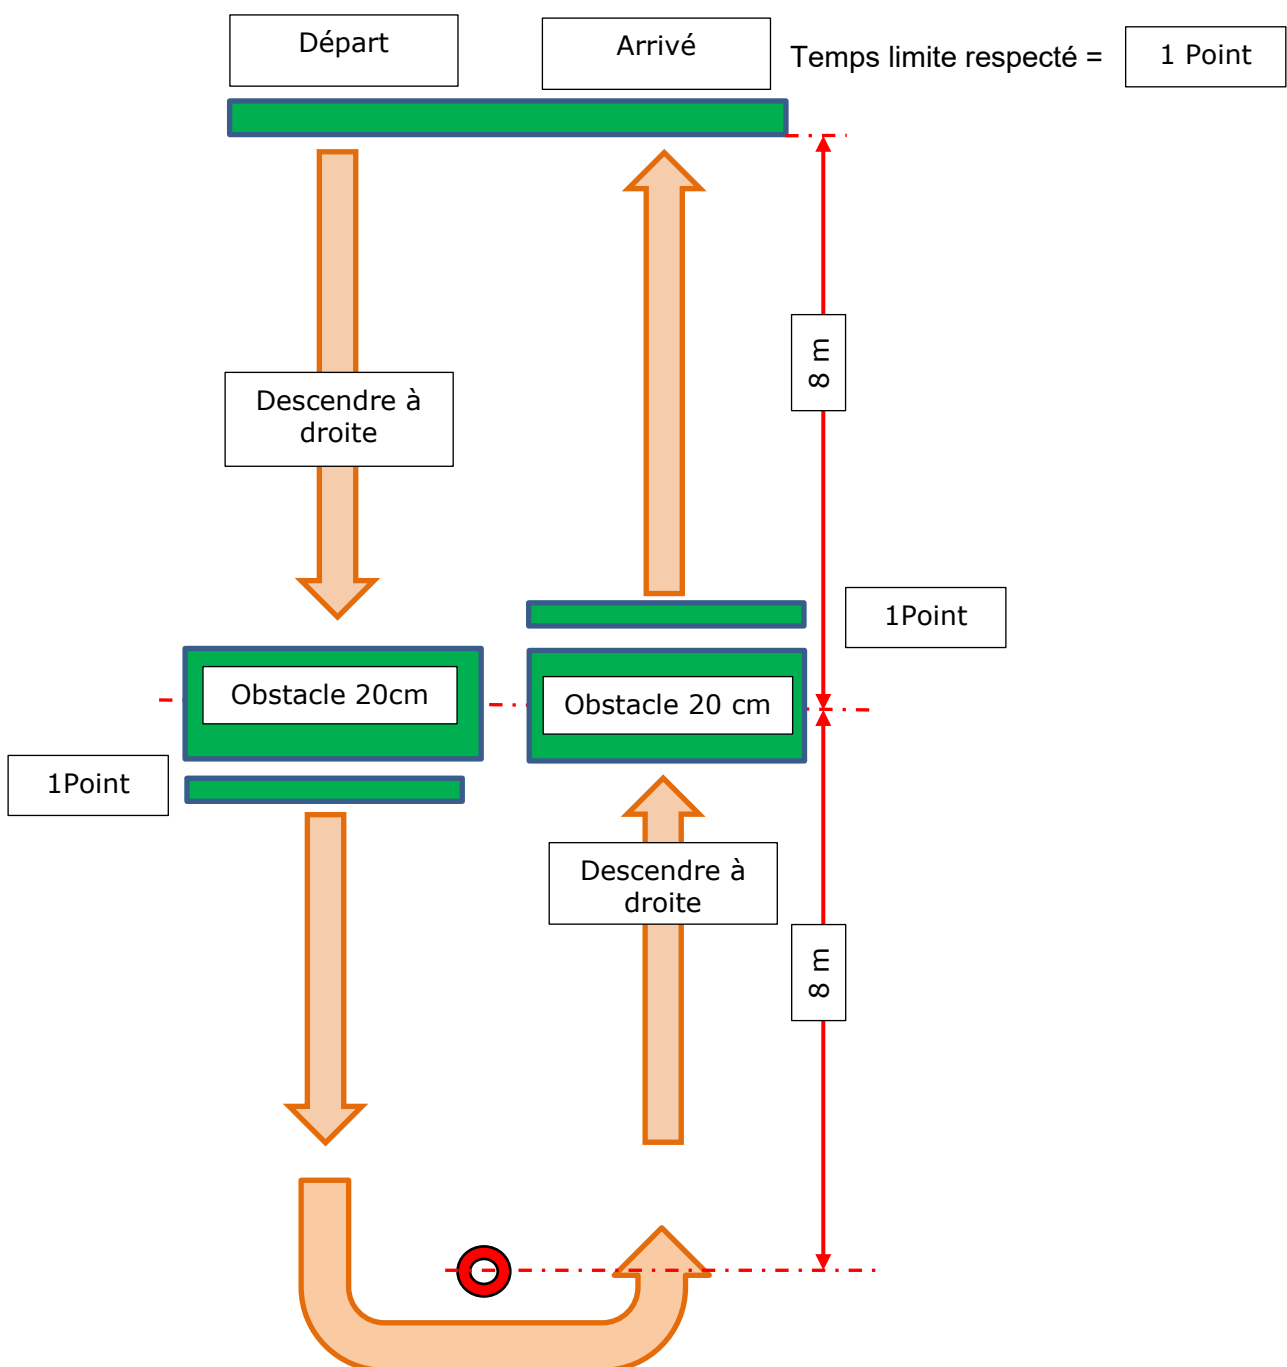 Départ
Arrivé
Temps limite respecté =
1 Point
8 m
Descendre à
droite
1Point
Obstacle 20cm
Obstacle 20 cm
1Point
Descendre à
droite
8 m